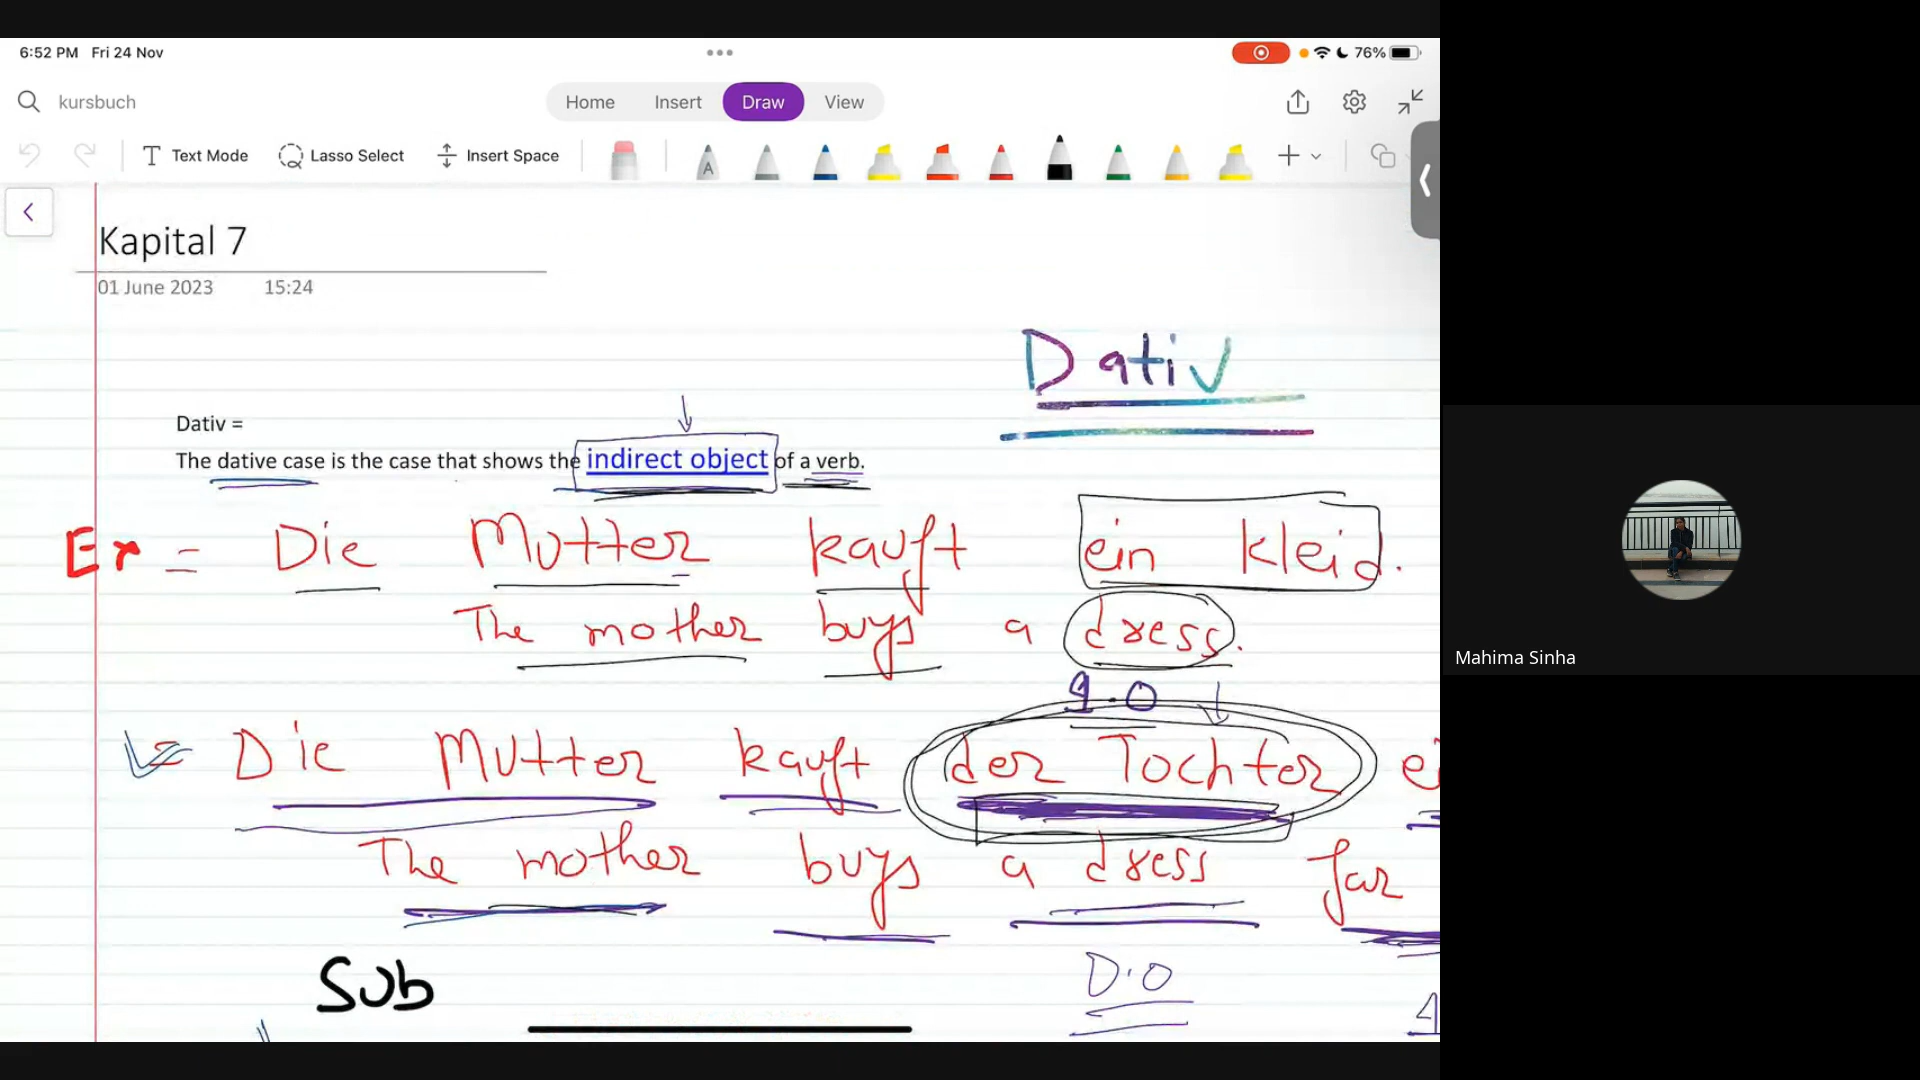 6:52 PM Fri 24 Nov 76%
kursbuch Home Insert Draw View
Text Mode Lasso Select Insert Space A
Kapital 7
01 June 2023 15:24
Dativ
Dativ =
The dative case is the case that shows the indirect object of a verb.
Ex = Die Mutter kauft ein kleid.
The mother buys a dress.
I.O
Die Mutter kauft der Tochter ei
The mother buys a dress for
Mahima Sinha
Sub D.O